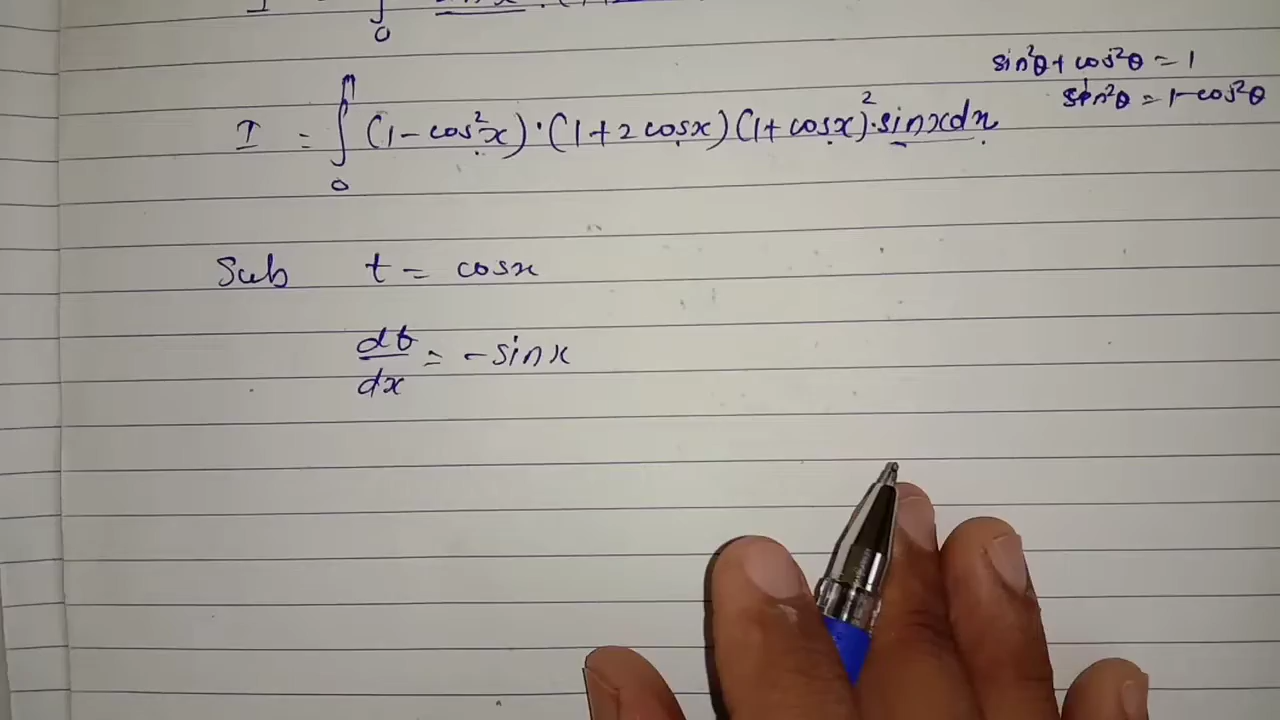 sin²θ + cos²θ = 1
sin²θ = 1 - cos²θ
I = ∫₀^π (1 - cos²x)·(1 + 2 cosx)(1 + cosx)²·sinx dx
Sub t = cosx
dt/dx = - sinx